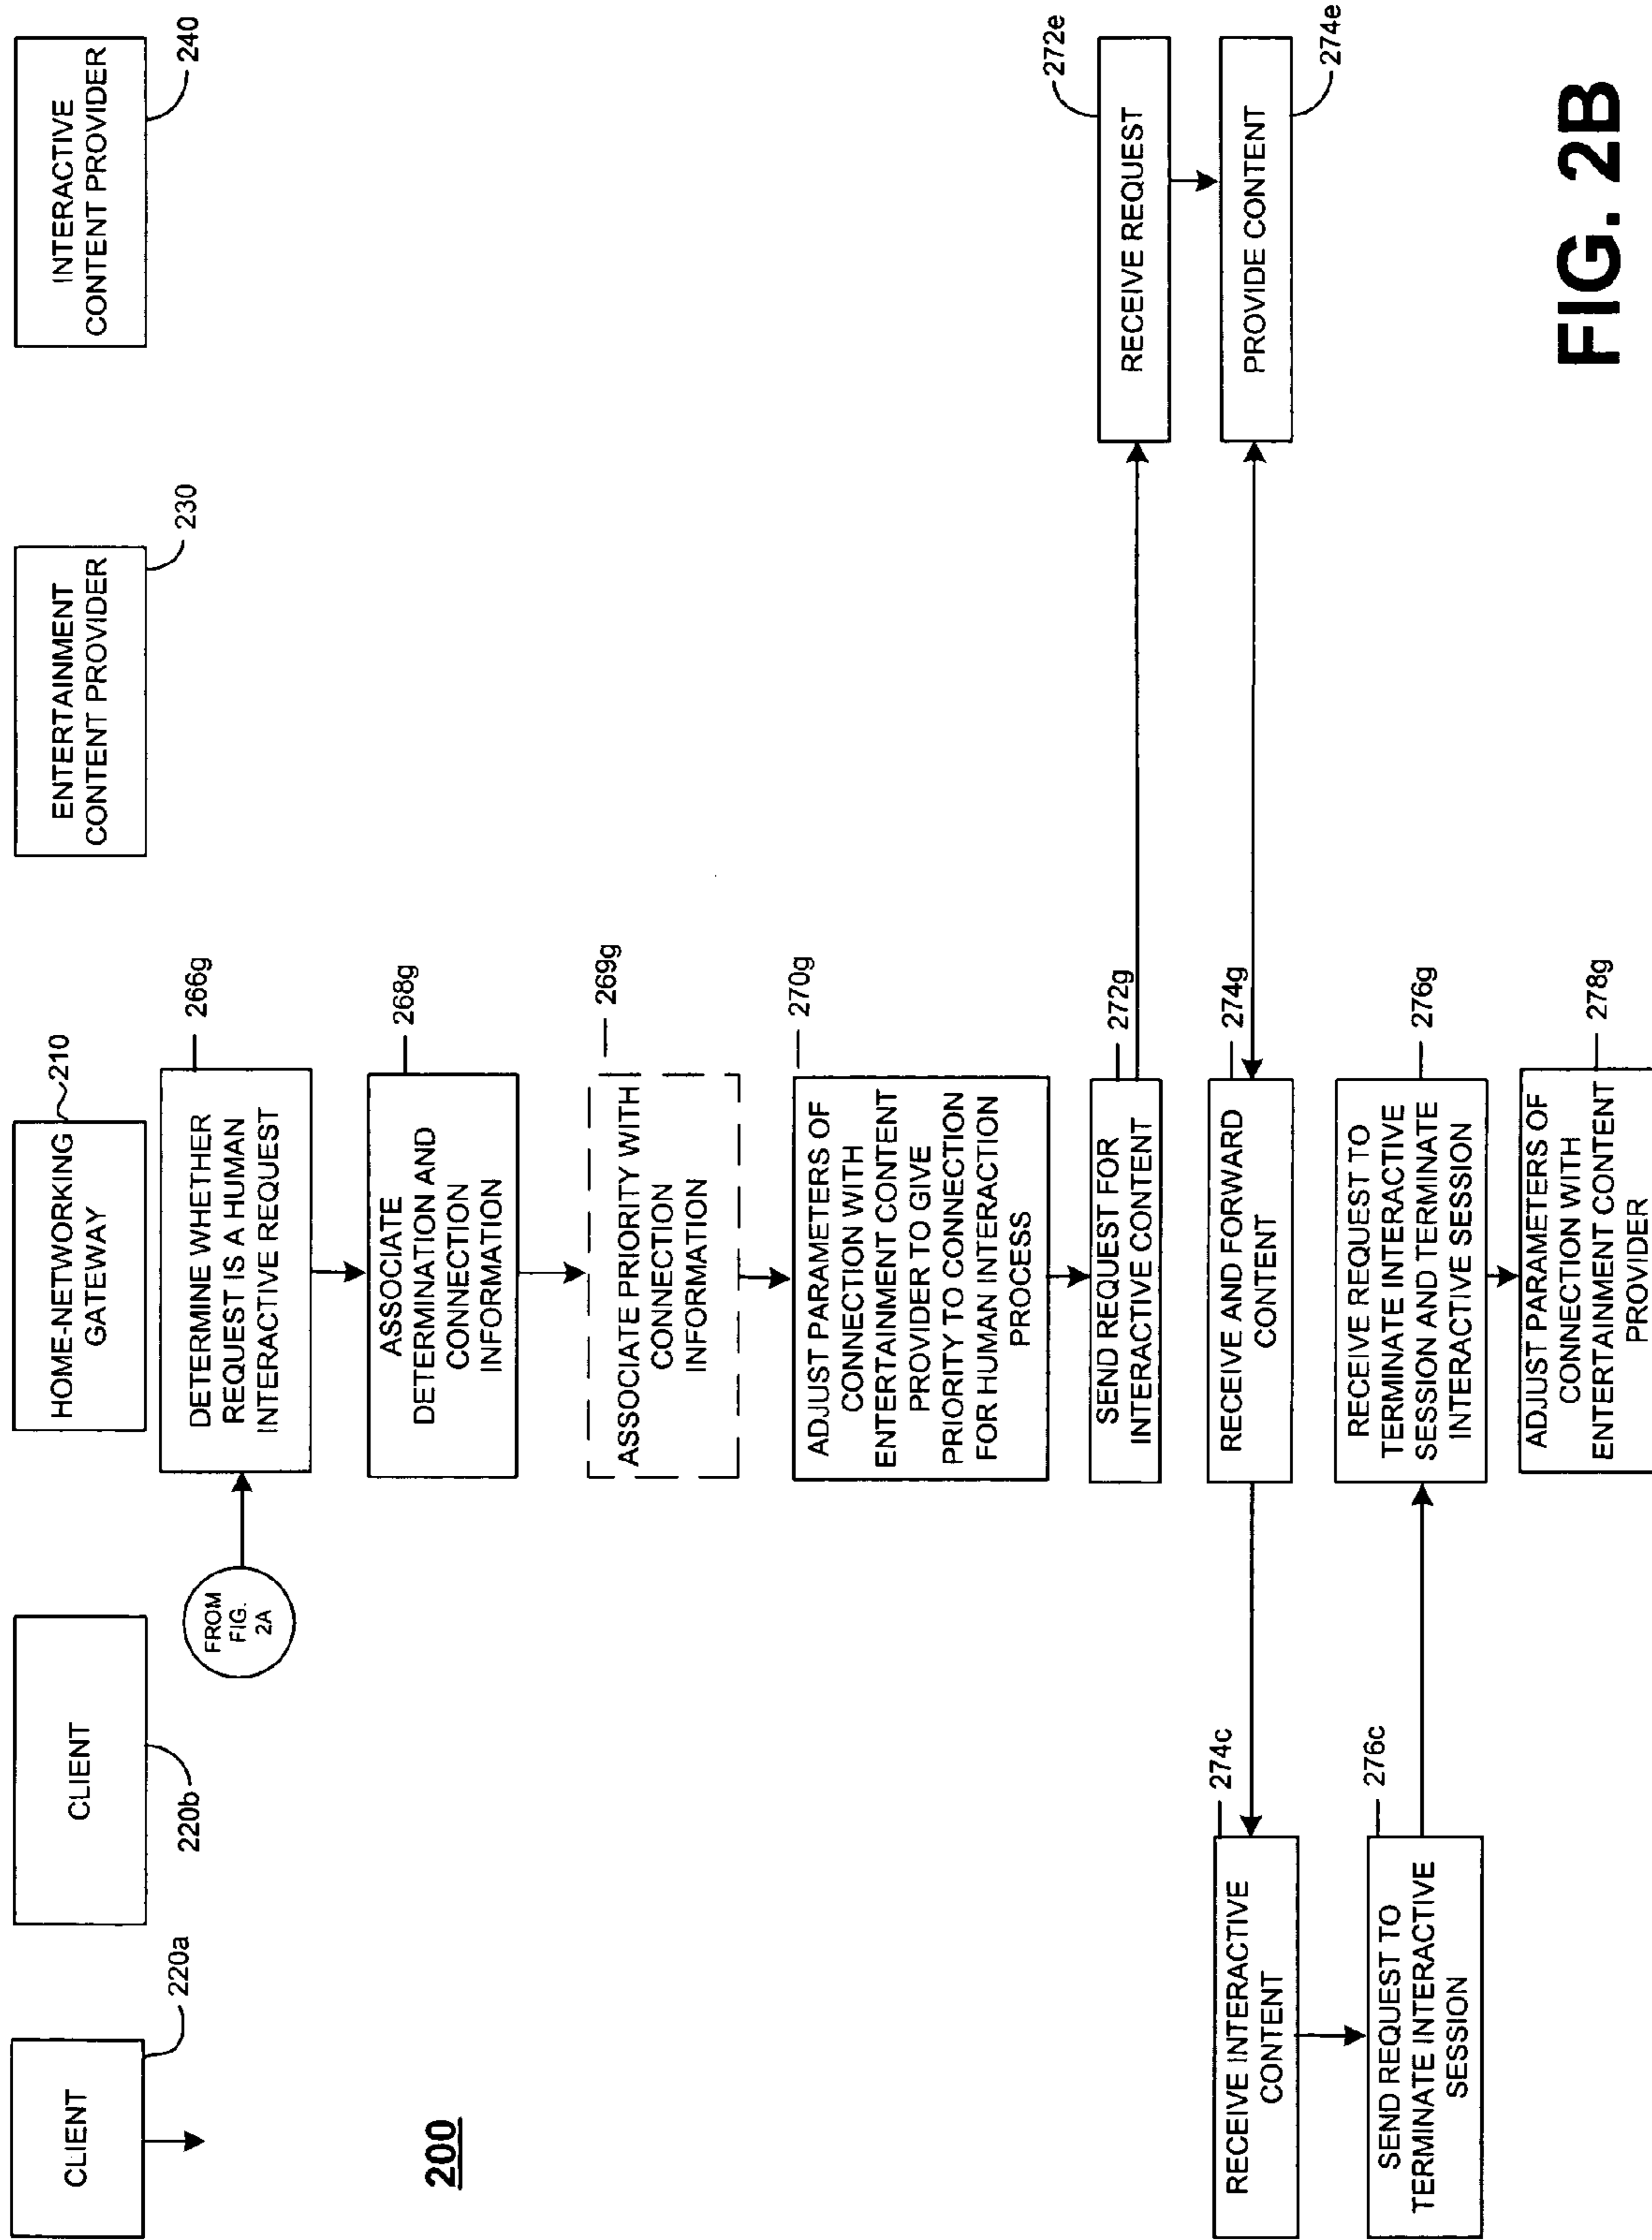 CLIENT
220a
CLIENT
220b
HOME-NETWORKING
GATEWAY
210
ENTERTAINMENT
CONTENT PROVIDER
230
INTERACTIVE
CONTENT PROVIDER
240
200
FROM
FIG.
2A
DETERMINE WHETHER
REQUEST IS A HUMAN
INTERACTIVE REQUEST
266g
ASSOCIATE
DETERMINATION AND
CONNECTION
INFORMATION
268g
ASSOCIATE PRIORITY WITH
CONNECTION
INFORMATION
269g
ADJUST PARAMETERS OF
CONNECTION WITH
ENTERTAINMENT CONTENT
PROVIDER TO GIVE
PRIORITY TO CONNECTION
FOR HUMAN INTERACTION
PROCESS
270g
SEND REQUEST FOR
INTERACTIVE CONTENT
272g
RECEIVE REQUEST
272e
RECEIVE INTERACTIVE
CONTENT
274c
RECEIVE AND FORWARD
CONTENT
274g
PROVIDE CONTENT
274e
SEND REQUEST TO
TERMINATE INTERACTIVE
SESSION
276c
RECEIVE REQUEST TO
TERMINATE INTERACTIVE
SESSION AND TERMINATE
INTERACTIVE SESSION
276g
ADJUST PARAMETERS OF
CONNECTION WITH
ENTERTAINMENT CONTENT
PROVIDER
278g
FIG. 2B